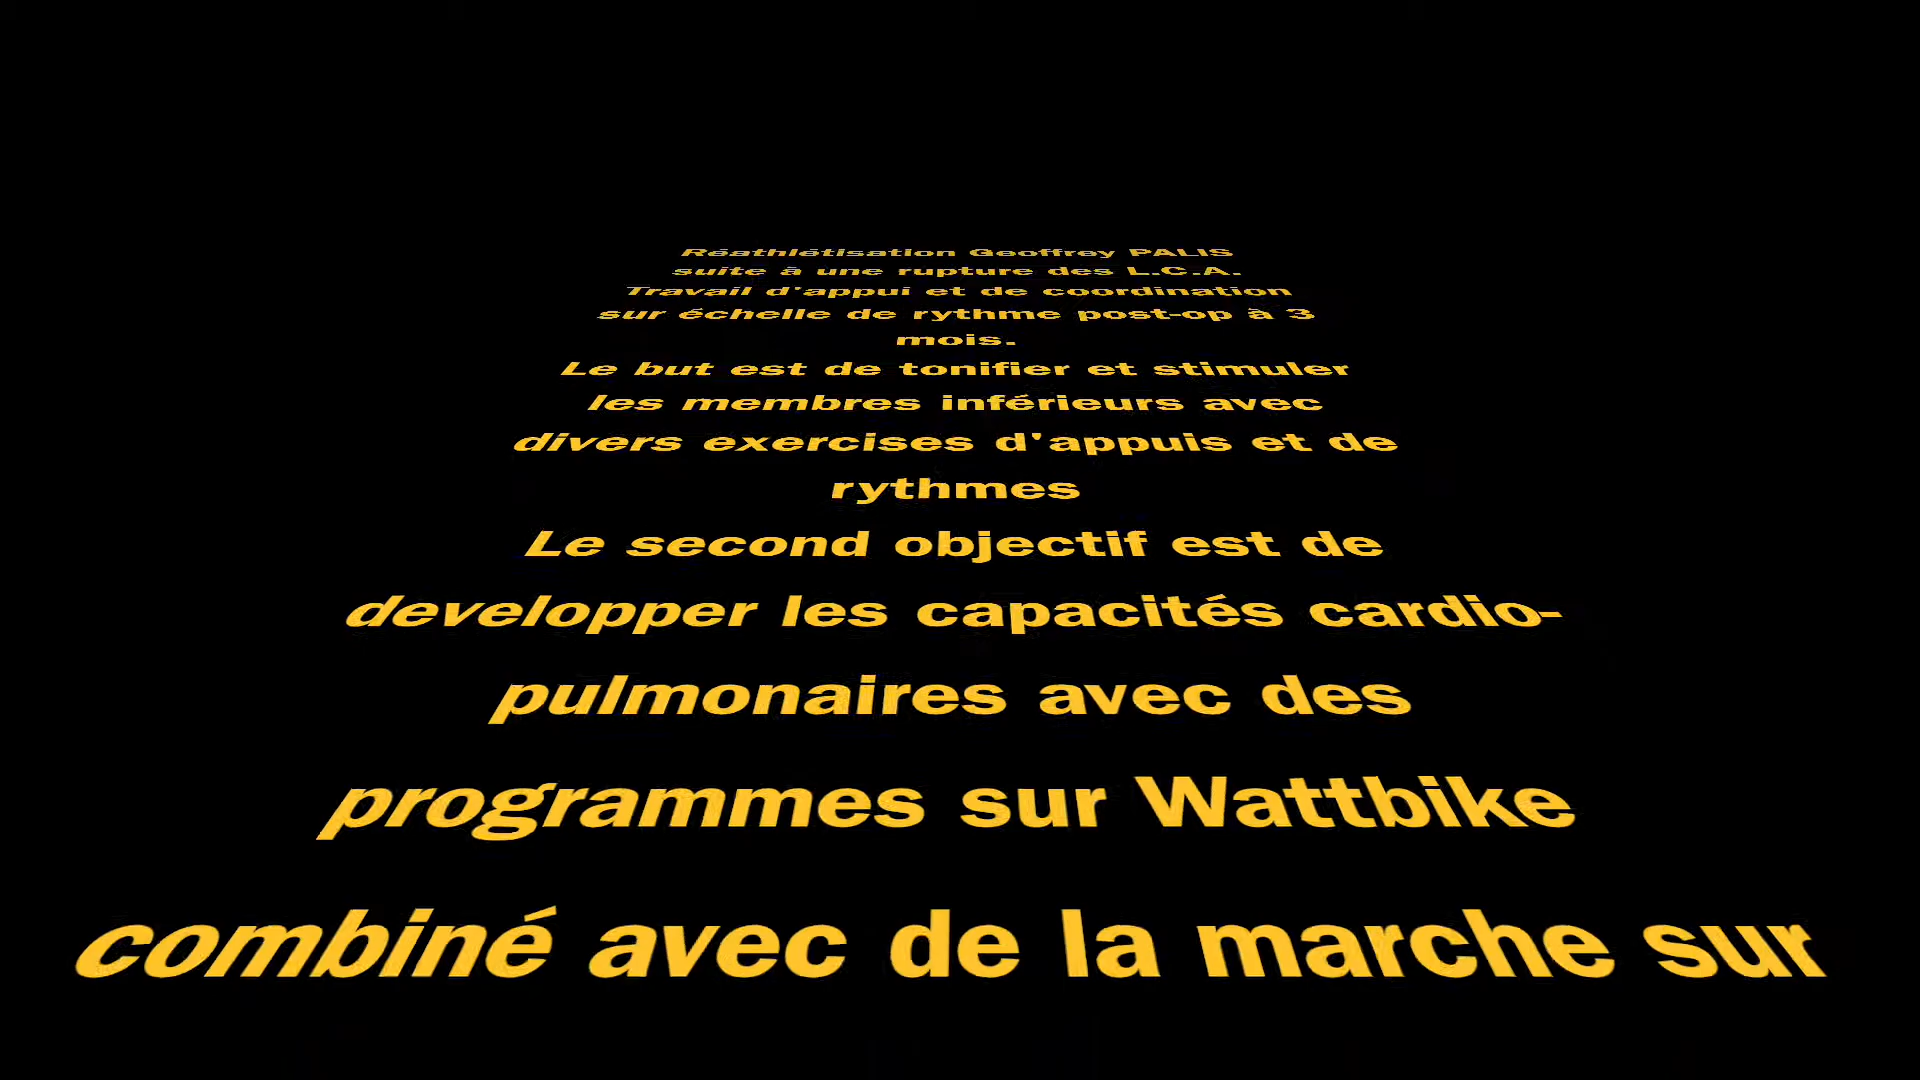 Réathlétisation Geoffrey PALIS
suite à une rupture des L.C.A.
Travail d'appui et de coordination
sur échelle de rythme post-op à 3
mois.
Le but est de tonifier et stimuler
les membres inférieurs avec
divers exercises d'appuis et de
rythmes
Le second objectif est de
developper les capacités cardio-
pulmonaires avec des
programmes sur Wattbike
combiné avec de la marche sur